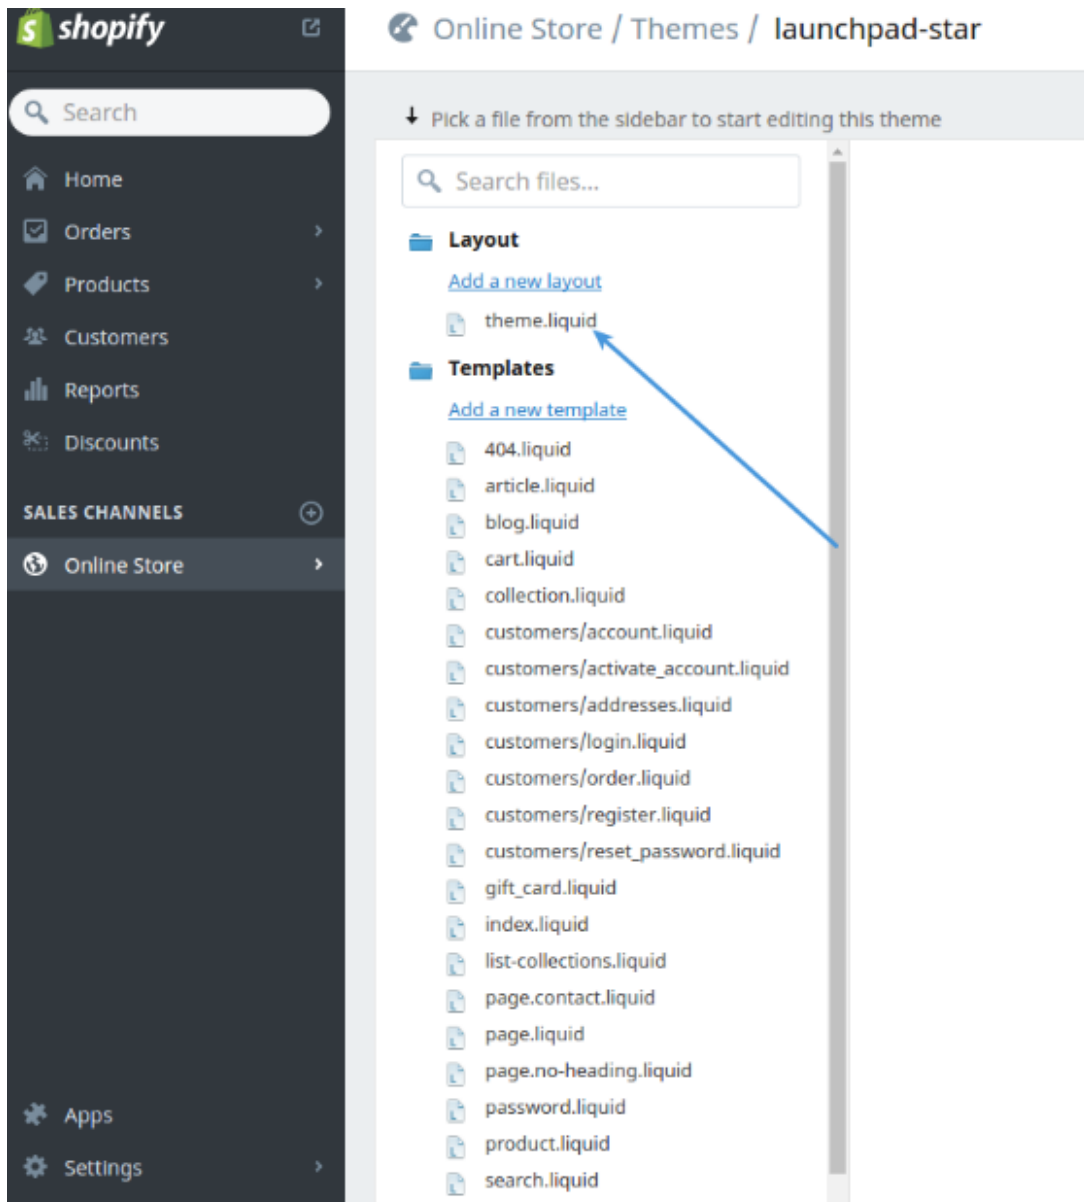 shopify
Search
Home
Orders
Products
Customers
Reports
Discounts
SALES CHANNELS
Online Store
Apps
Settings
Online Store / Themes / launchpad-star
Pick a file from the sidebar to start editing this theme
Search files...
Layout
Add a new layout
theme.liquid
Templates
Add a new template
404.liquid
article.liquid
blog.liquid
cart.liquid
collection.liquid
customers/account.liquid
customers/activate_account.liquid
customers/addresses.liquid
customers/login.liquid
customers/order.liquid
customers/register.liquid
customers/reset_password.liquid
gift_card.liquid
index.liquid
list-collections.liquid
page.contact.liquid
page.liquid
page.no-heading.liquid
password.liquid
product.liquid
search.liquid